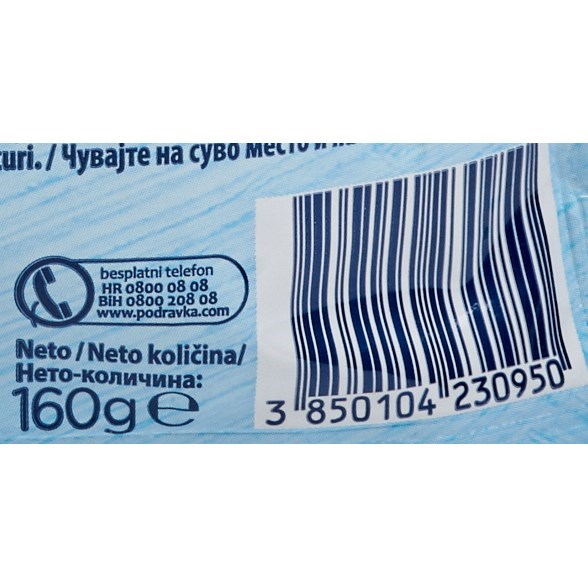 turi. / Чувајте на суво место и на
besplatni telefon
HR 0800 08 08
BiH 0800 208 08
www.podravka.com
Neto / Neto količina/
Нето-количина:
160g e
3 850104 230950